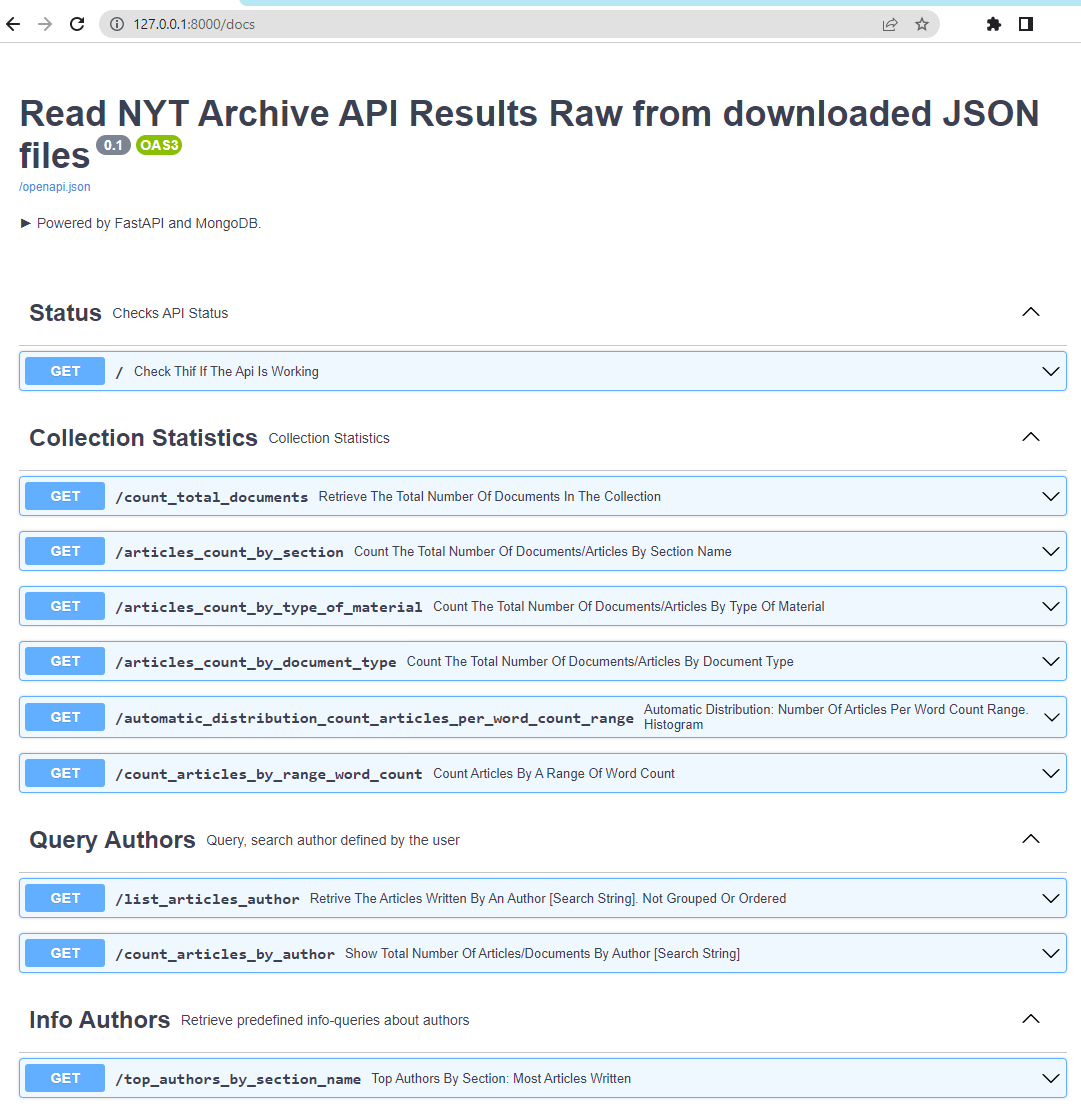 127.0.0.1:8000/docs
Read NYT Archive API Results Raw from downloaded JSON
files 0.1 OAS3
/openapi.json
► Powered by FastAPI and MongoDB.
Status Checks API Status
GET / Check Thif If The Api Is Working
Collection Statistics Collection Statistics
GET /count_total_documents Retrieve The Total Number Of Documents In The Collection
GET /articles_count_by_section Count The Total Number Of Documents/Articles By Section Name
GET /articles_count_by_type_of_material Count The Total Number Of Documents/Articles By Type Of Material
GET /articles_count_by_document_type Count The Total Number Of Documents/Articles By Document Type
GET /automatic_distribution_count_articles_per_word_count_range Automatic Distribution: Number Of Articles Per Word Count Range.
Histogram
GET /count_articles_by_range_word_count Count Articles By A Range Of Word Count
Query Authors Query, search author defined by the user
GET /list_articles_author Retrive The Articles Written By An Author [Search String]. Not Grouped Or Ordered
GET /count_articles_by_author Show Total Number Of Articles/Documents By Author [Search String]
Info Authors Retrieve predefined info-queries about authors
GET /top_authors_by_section_name Top Authors By Section: Most Articles Written